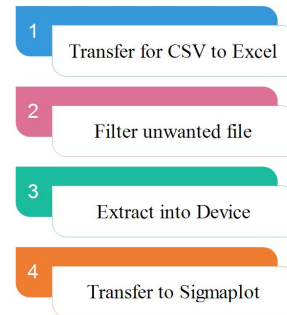 1
Transfer for CSV to Excel
2
Filter unwanted file
3
Extract into Device
4
Transfer to Sigmaplot